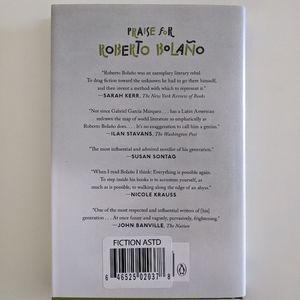 PRAISE FOR
ROBERTO BOLAÑO
"Roberto Bolaño was an exemplary literary rebel.
To drag fiction toward the unknown he had to go there himself,
and then invent a method with which to represent it."
—SARAH KERR, The New York Review of Books
"Not since Gabriel García Márquez . . . has a Latin American
redrawn the map of world literature so emphatically as
Roberto Bolaño does. . . . It's no exaggeration to call him a genius."
—ILAN STAVANS, The Washington Post
"The most influential and admired novelist of his generation."
—SUSAN SONTAG
"When I read Bolaño I think: Everything is possible again.
To step inside his books is to accustom yourself, as
much as is possible, to walking along the edge of an abyss."
—NICOLE KRAUSS
"One of the most respected and influential writers of [his]
generation . . . At once funny and vaguely, pervasively, frightening."
—JOHN BANVILLE, The Nation
FICTION ASTD
6 46525 02037 8